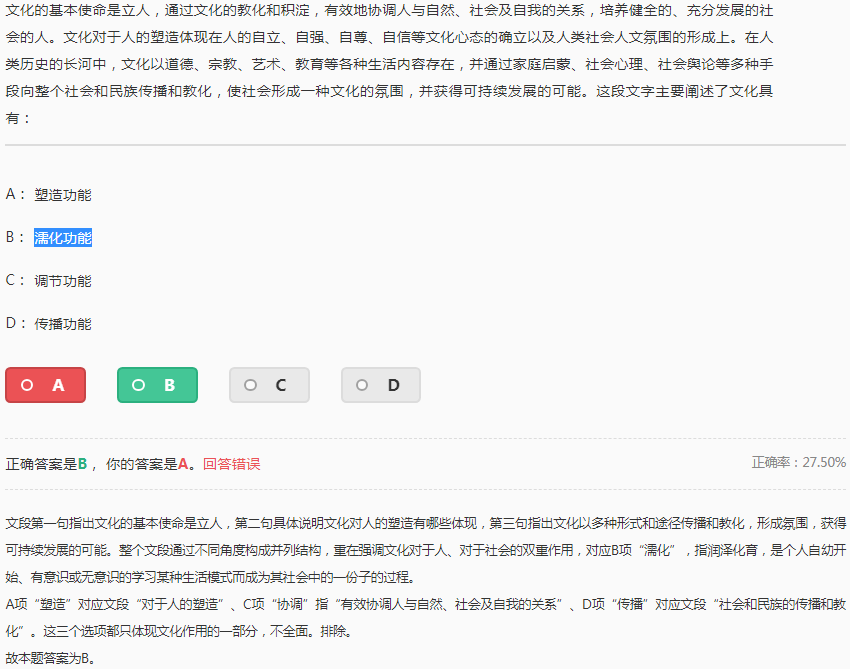 文化的基本使命是立人，通过文化的教化和积淀，有效地协调人与自然、社会及自我的关系，培养健全的、充分发展的社
会的人。文化对于人的塑造体现在人的自立、自强、自尊、自信等文化心态的确立以及人类社会人文氛围的形成上。在人
类历史的长河中，文化以道德、宗教、艺术、教育等各种生活内容存在，并通过家庭启蒙、社会心理、社会舆论等多种手
段向整个社会和民族传播和教化，使社会形成一种文化的氛围，并获得可持续发展的可能。这段文字主要阐述了文化具
有：
A： 塑造功能
B： 濡化功能
C： 调节功能
D： 传播功能
A B C D
正确答案是B， 你的答案是A。回答错误 正确率：27.50%
文段第一句指出文化的基本使命是立人，第二句具体说明文化对人的塑造有哪些体现，第三句指出文化以多种形式和途径传播和教化，形成氛围，获得
可持续发展的可能。整个文段通过不同角度构成并列结构，重在强调文化对于人、对于社会的双重作用，对应B项“濡化”，指润泽化育，是个人自幼开
始、有意识或无意识的学习某种生活模式而成为其社会中的一份子的过程。
A项“塑造”对应文段“对于人的塑造”、C项“协调”指“有效协调人与自然、社会及自我的关系”、D项“传播”对应文段“社会和民族的传播和教
化”。这三个选项都只体现文化作用的一部分，不全面。排除。
故本题答案为B。